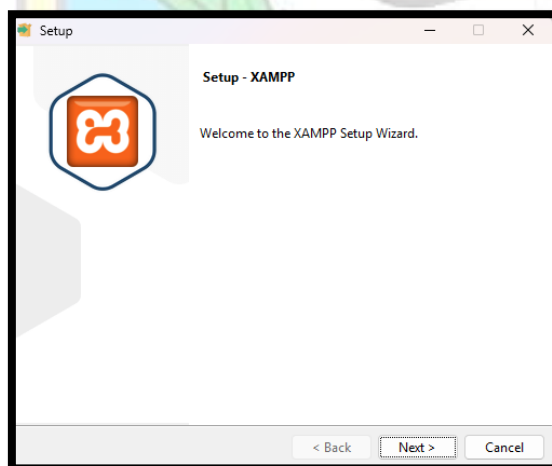 Setup
Setup - XAMPP
Welcome to the XAMPP Setup Wizard.
< Back
Next >
Cancel